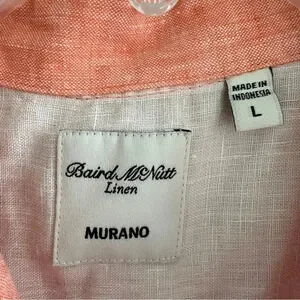 MADE IN
INDONESIA
L
Baird McNutt
Linen
MURANO